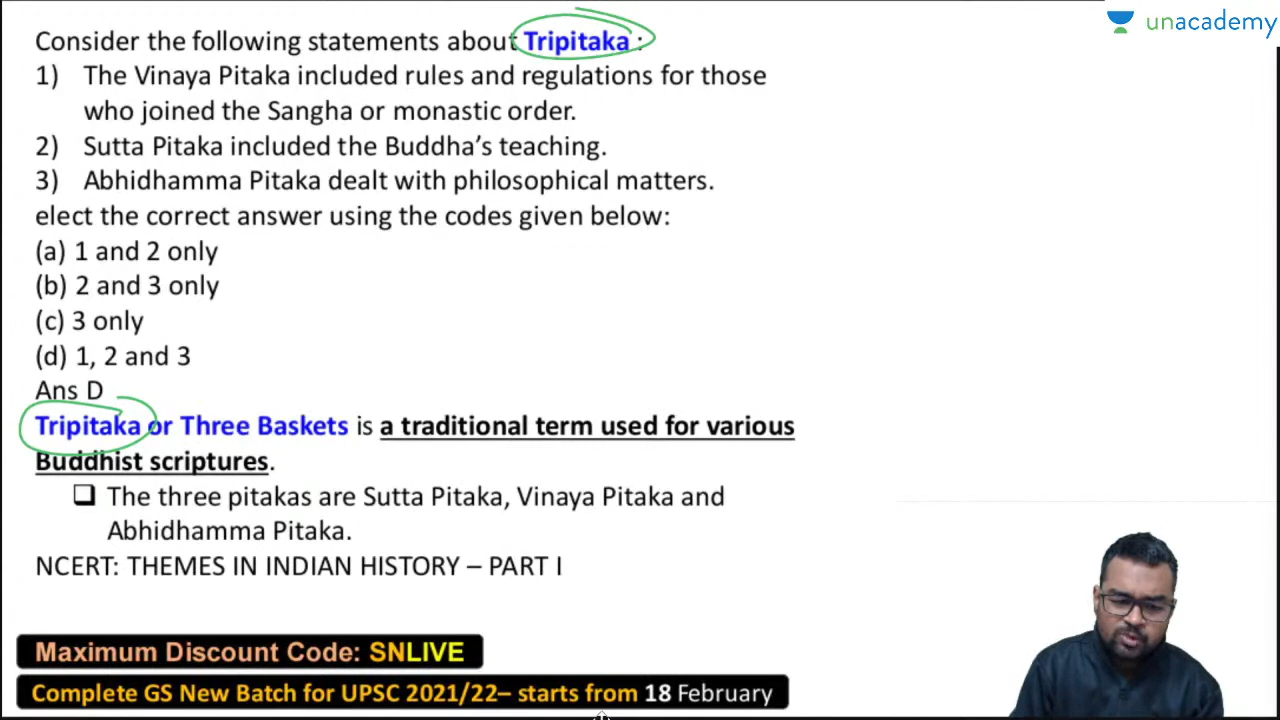 unacademy
Consider the following statements about Tripitaka :
1) The Vinaya Pitaka included rules and regulations for those
who joined the Sangha or monastic order.
2) Sutta Pitaka included the Buddha’s teaching.
3) Abhidhamma Pitaka dealt with philosophical matters.
elect the correct answer using the codes given below:
(a) 1 and 2 only
(b) 2 and 3 only
(c) 3 only
(d) 1, 2 and 3
Ans D
Tripitaka or Three Baskets is a traditional term used for various
Buddhist scriptures.
❑ The three pitakas are Sutta Pitaka, Vinaya Pitaka and
Abhidhamma Pitaka.
NCERT: THEMES IN INDIAN HISTORY – PART I
Maximum Discount Code: SNLIVE
Complete GS New Batch for UPSC 2021/22– starts from 18 February